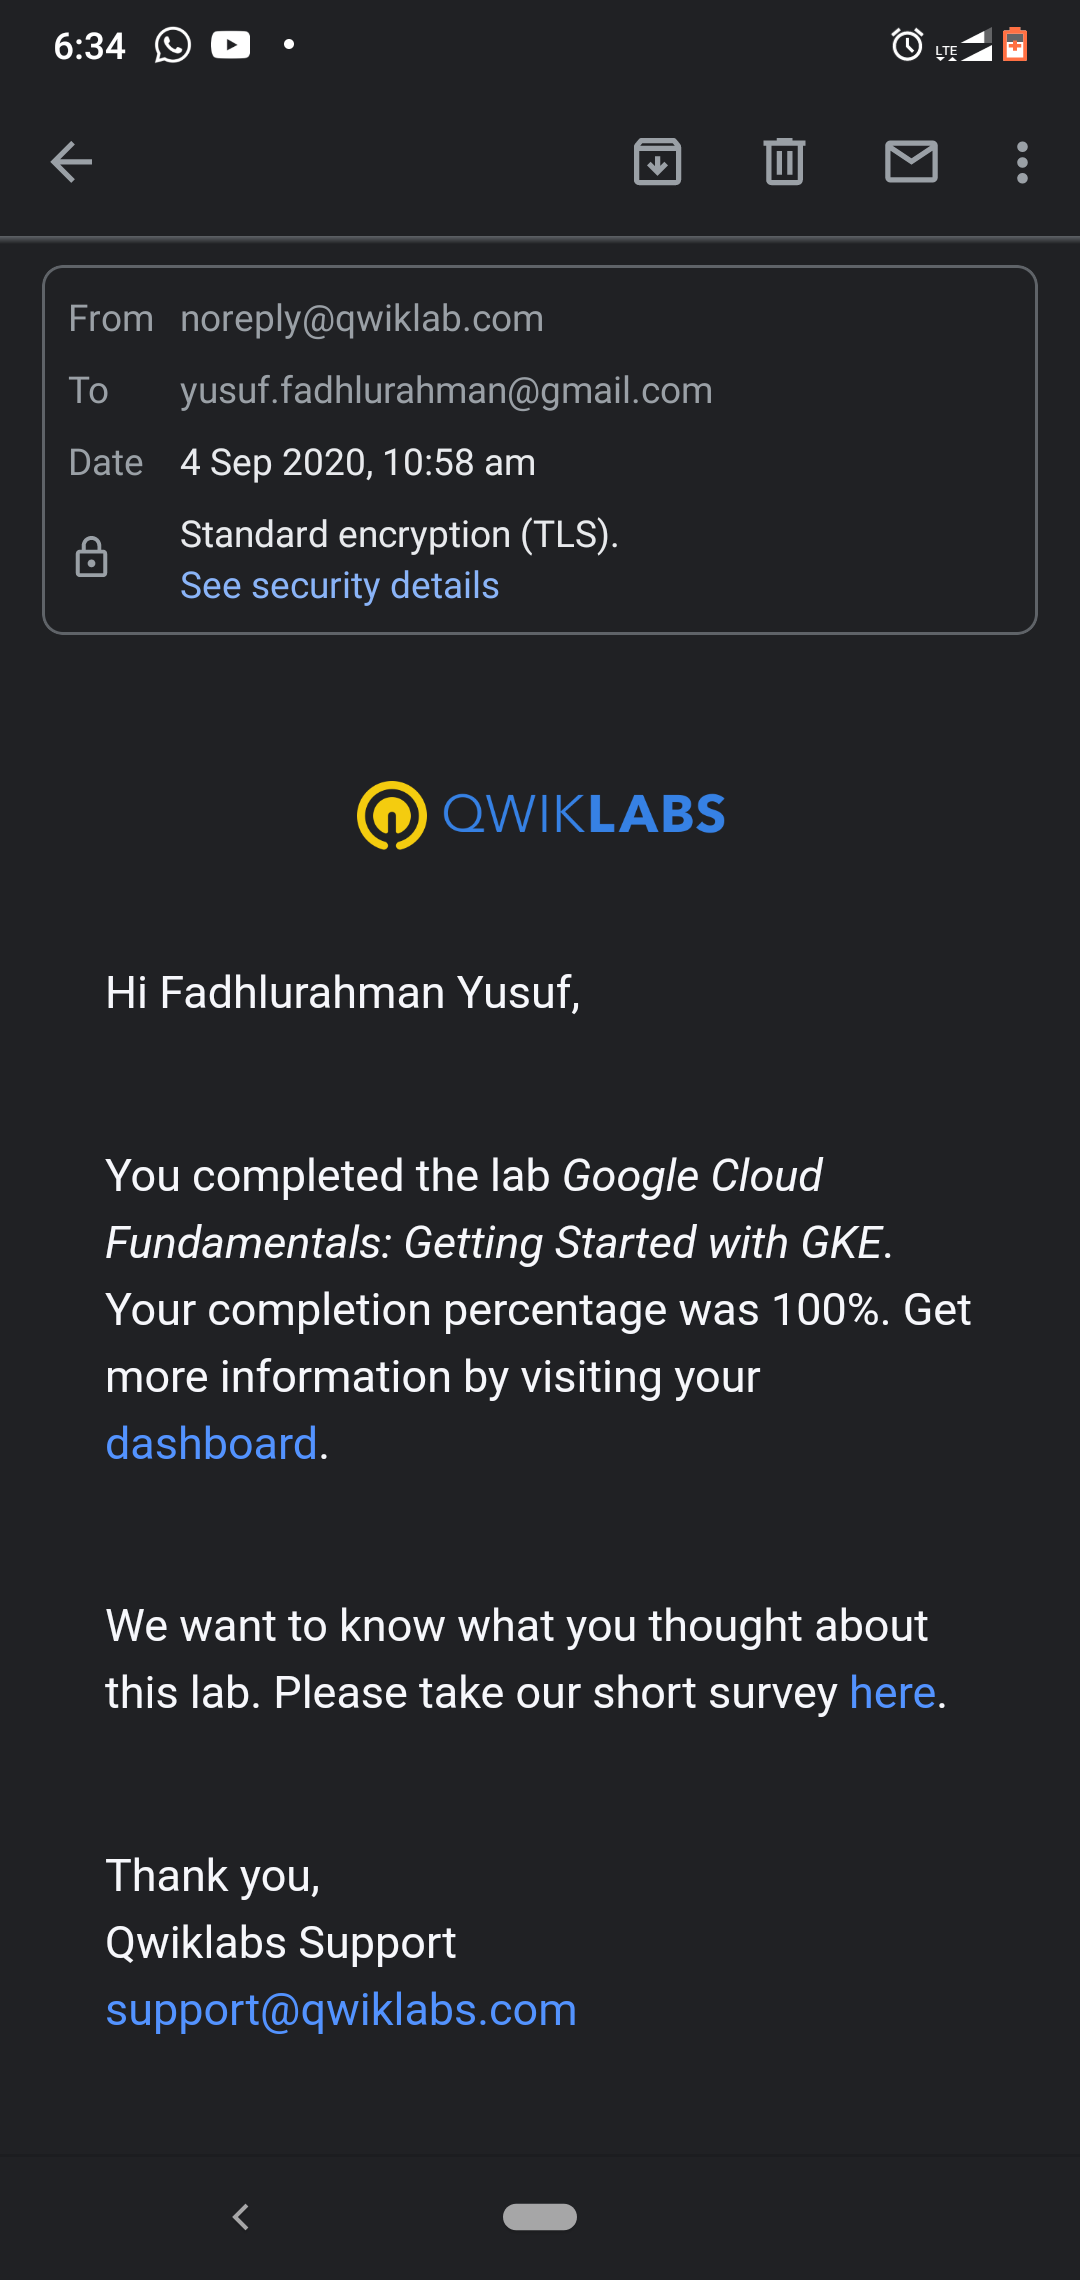 6:34
LTE
From noreply@qwiklab.com
To yusuf.fadhlurahman@gmail.com
Date 4 Sep 2020, 10:58 am
Standard encryption (TLS).
See security details
QWIKLABS
Hi Fadhlurahman Yusuf,
You completed the lab Google Cloud
Fundamentals: Getting Started with GKE.
Your completion percentage was 100%. Get
more information by visiting your
dashboard.
We want to know what you thought about
this lab. Please take our short survey here.
Thank you,
Qwiklabs Support
support@qwiklabs.com